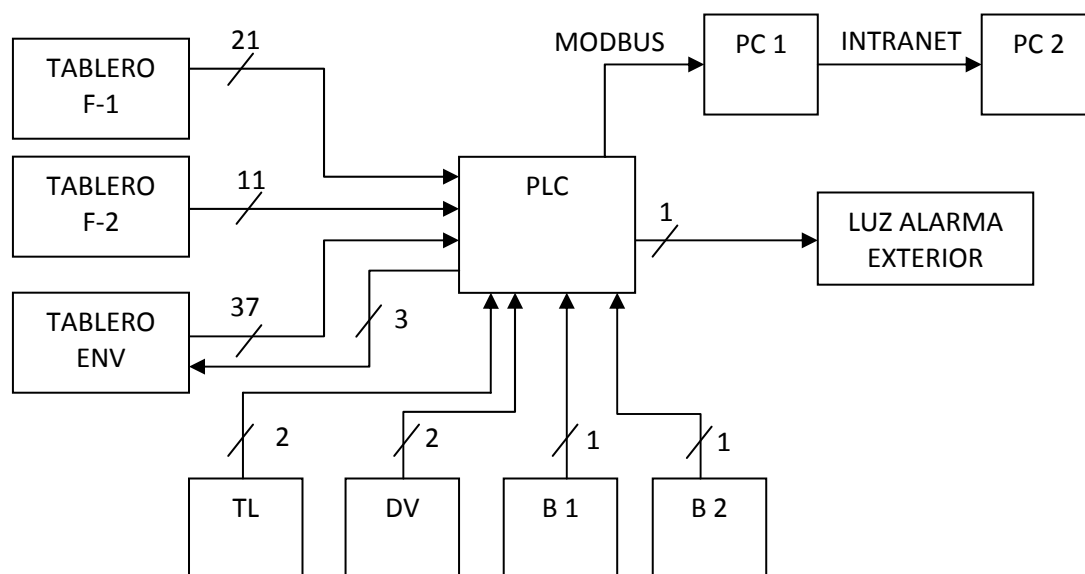 21
MODBUS
PC 1
INTRANET
PC 2
TABLERO
F-1
TABLERO
F-2
11
PLC
1
LUZ ALARMA
EXTERIOR
TABLERO
ENV
37
3
2
2
1
1
TL
DV
B 1
B 2